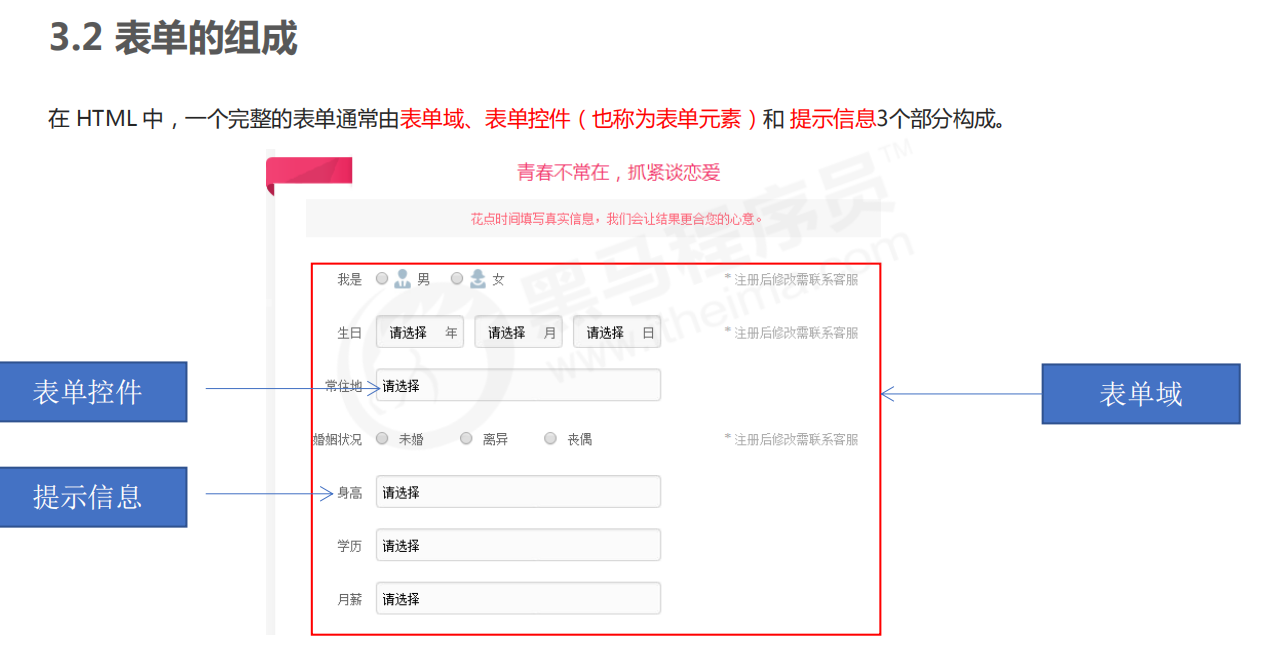 3.2 表单的组成
在 HTML 中，一个完整的表单通常由表单域、表单控件（也称为表单元素）和 提示信息3个部分构成。
青春不常在，抓紧谈恋爱
花点时间填写真实信息，我们会让结果更合您的心意。
黑马程序员™
www.itheima.com
我是 男 女 * 注册后修改需联系客服
生日 请选择 年 请选择 月 请选择 日 * 注册后修改需联系客服
表单控件 常住地 请选择 表单域
婚姻状况 未婚 离异 丧偶 * 注册后修改需联系客服
提示信息 身高 请选择
学历 请选择
月薪 请选择